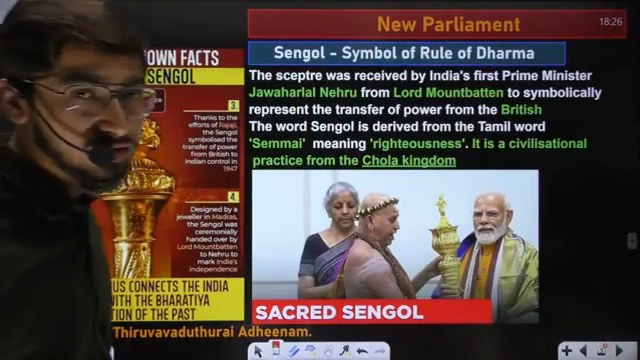 New Parliament
18:26
Sengol – Symbol of Rule of Dharma
OWN FACTS
SENGOL
3.
Thanks to the
efforts of Rajaji, the
Sengol
symbolised the
transfer of power
from British to
Indian control in
1947
4.
Designed by a
jeweller in Madras,
the Sengol was
ceremonially
handed over by
Lord Mountbatten
to Nehru to
mark India's
independence
US CONNECTS THE INDIA
WITH THE BHARATIYA
TION OF THE PAST
Thiruvavaduthurai Adheenam.
The sceptre was received by India's first Prime Minister
Jawaharlal Nehru from Lord Mountbatten to symbolically
represent the transfer of power from the British
The word Sengol is derived from the Tamil word
'Semmai' meaning 'righteousness'. It is a civilisational
practice from the Chola kingdom
SACRED SENGOL